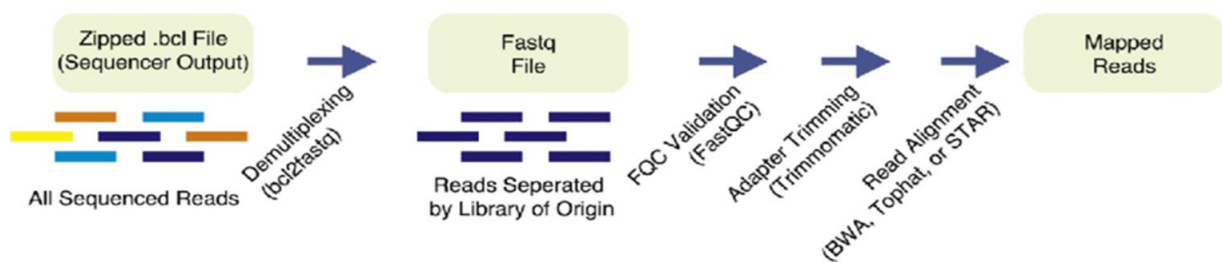 Zipped .bcl File
(Sequencer Output)
All Sequenced Reads
Demultiplexing
(bcl2fastq)
Fastq
File
Reads Seperated
by Library of Origin
FQC Validation
(FastQC)
Adapter Trimming
(Trimmomatic)
Read Alignment
(BWA, Tophat, or STAR)
Mapped
Reads